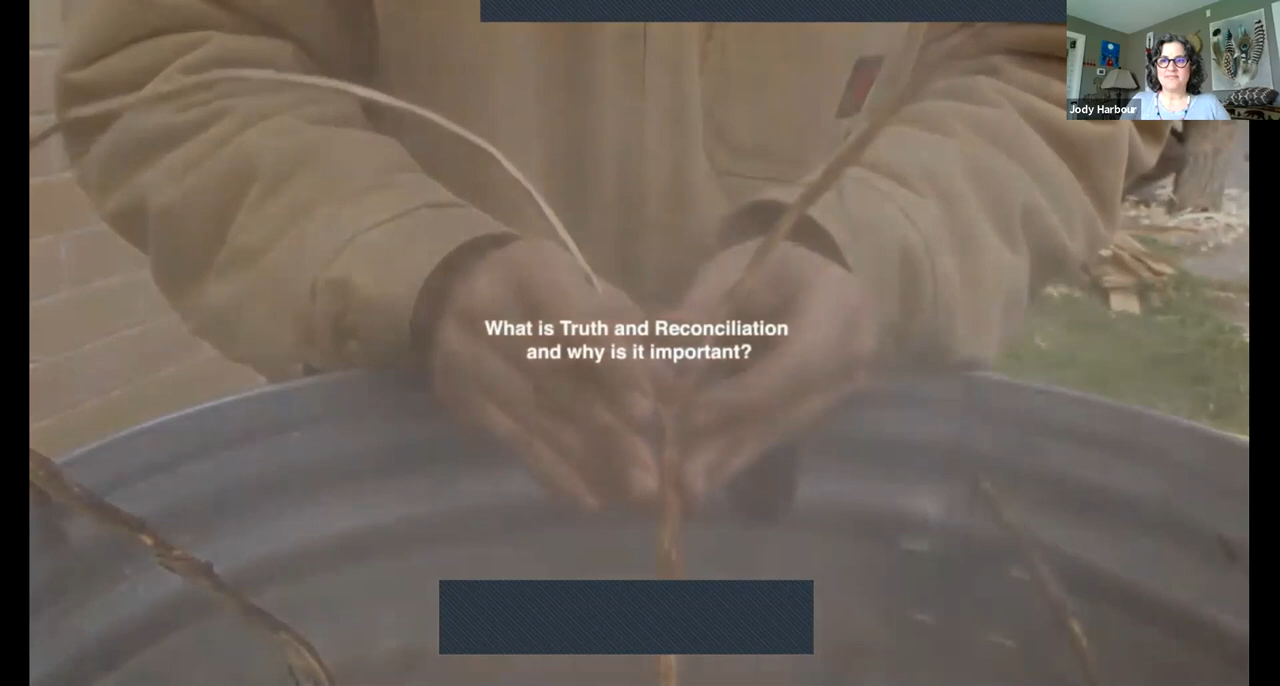 Jody Harbour
What is Truth and Reconciliation
and why is it important?